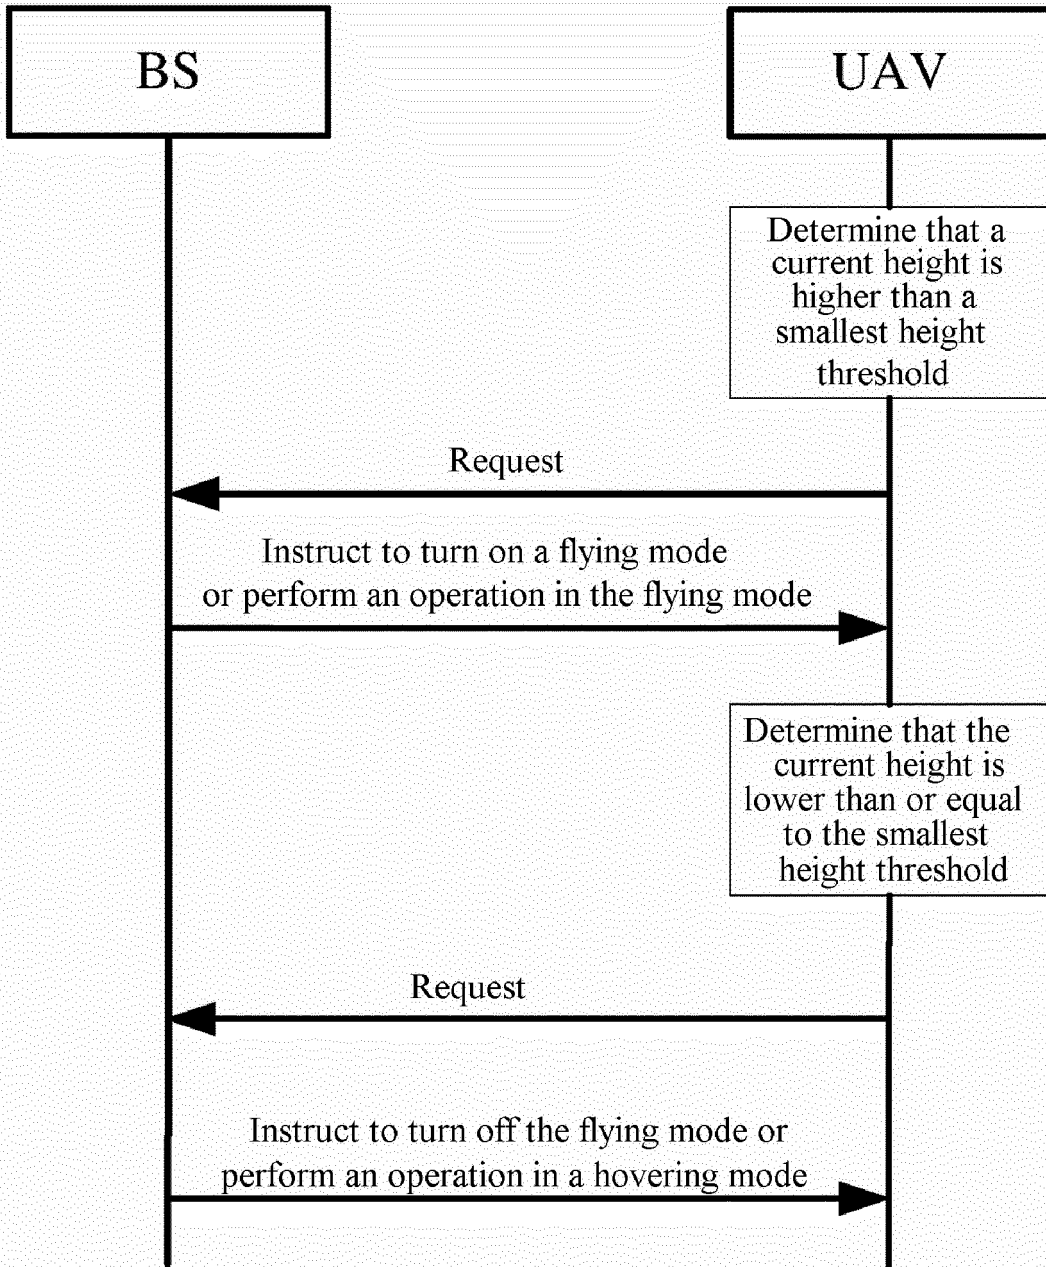 BS
UAV
Determine that a
current height is
higher than a
smallest height
threshold
Request
Instruct to turn on a flying mode
or perform an operation in the flying mode
Determine that the
current height is
lower than or equal
to the smallest
height threshold
Request
Instruct to turn off the flying mode or
perform an operation in a hovering mode